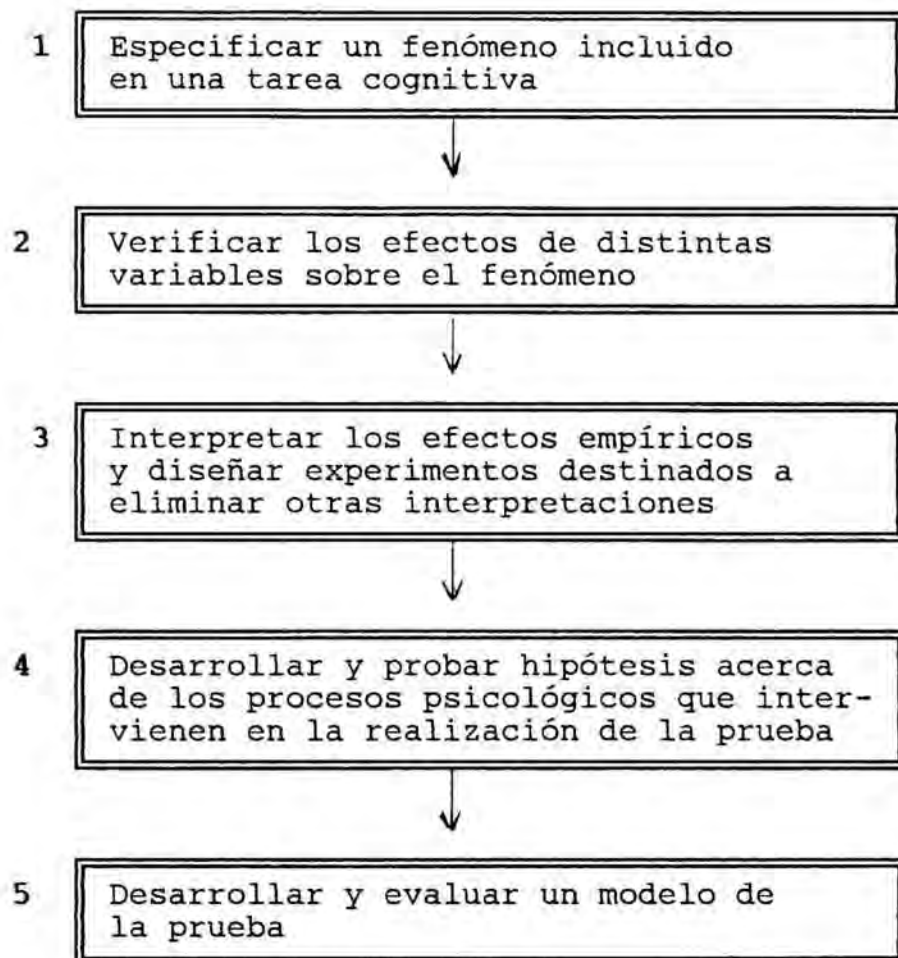 1 Especificar un fenómeno incluido
en una tarea cognitiva
2 Verificar los efectos de distintas
variables sobre el fenómeno
3 Interpretar los efectos empíricos
y diseñar experimentos destinados a
eliminar otras interpretaciones
4 Desarrollar y probar hipótesis acerca
de los procesos psicológicos que inter-
vienen en la realización de la prueba
5 Desarrollar y evaluar un modelo de
la prueba